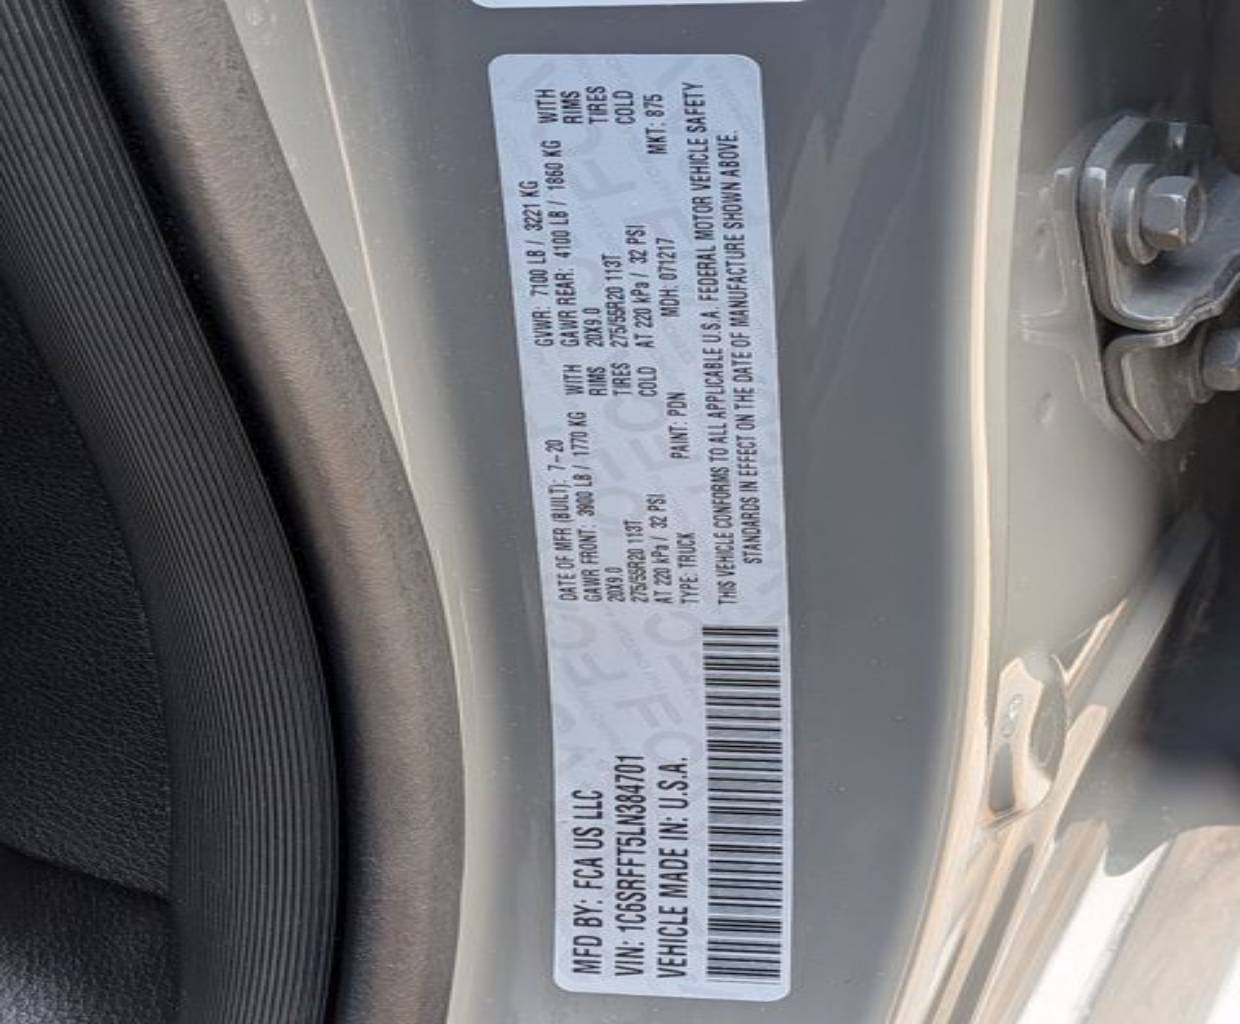 MFD BY: FCA US LLC
VIN: 1C6SRFFT5LN384701
VEHICLE MADE IN: U.S.A.
DATE OF MFR (BUILT): 7-20 GVWR: 7100 LB / 3221 KG
GAWR FRONT: 3900 LB / 1770 KG WITH GAWR REAR: 4100 LB / 1860 KG WITH
20X9.0 RIMS 20X9.0 RIMS
275/55R20 113T TIRES 275/55R20 113T TIRES
AT 220 kPa / 32 PSI COLD AT 220 kPa / 32 PSI COLD
TYPE: TRUCK PAINT: PDN MDH: 071217 MKT: 875
THIS VEHICLE CONFORMS TO ALL APPLICABLE U.S.A. FEDERAL MOTOR VEHICLE SAFETY
STANDARDS IN EFFECT ON THE DATE OF MANUFACTURE SHOWN ABOVE.